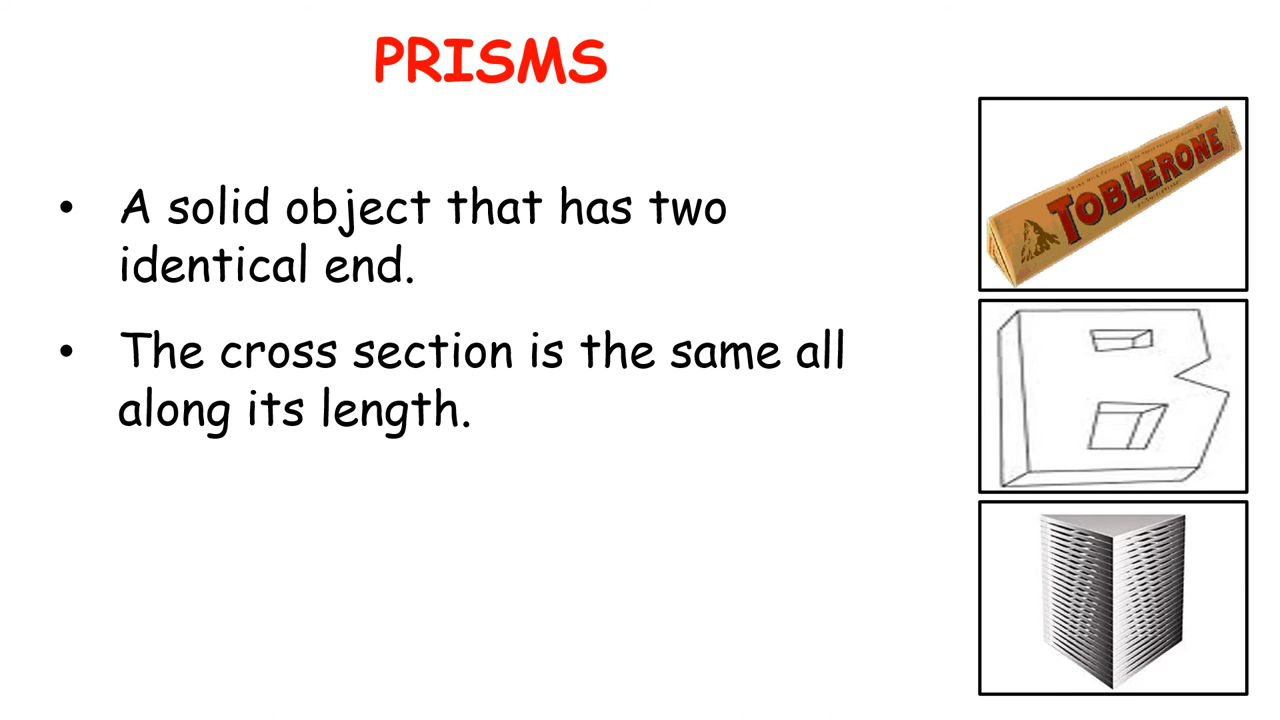 PRISMS
• A solid object that has two
identical end.
• The cross section is the same all
along its length.
TOBLERONE